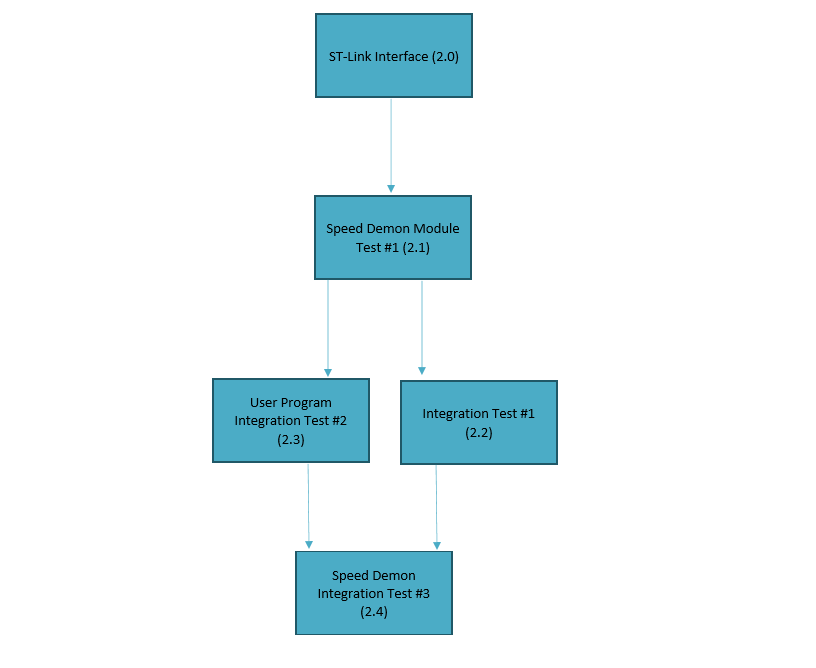 ST-Link Interface (2.0)
Speed Demon Module
Test #1 (2.1)
User Program
Integration Test #2
(2.3)
Integration Test #1
(2.2)
Speed Demon
Integration Test #3
(2.4)